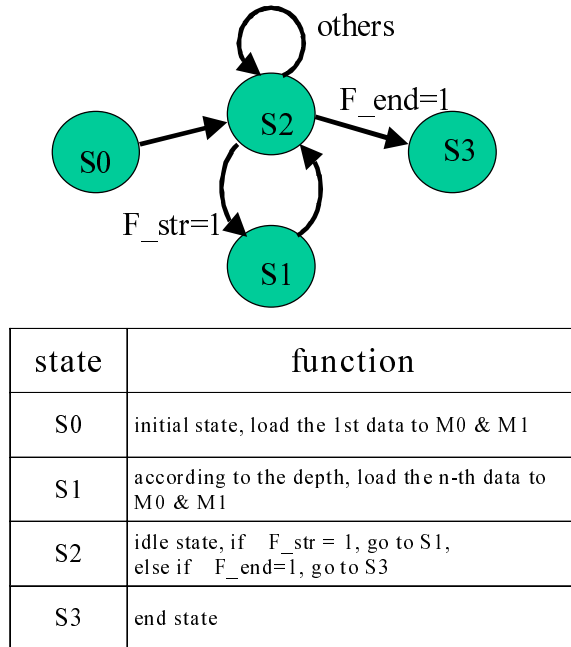 others
F_end=1
S2
S0
S3
F_str=1
S1
state function
S0 initial state, load the 1st data to M0 & M1
S1 according to the depth, load the n-th data to
M0 & M1
S2 idle state, if F_str = 1, go to S1,
else if F_end=1, go to S3
S3 end state